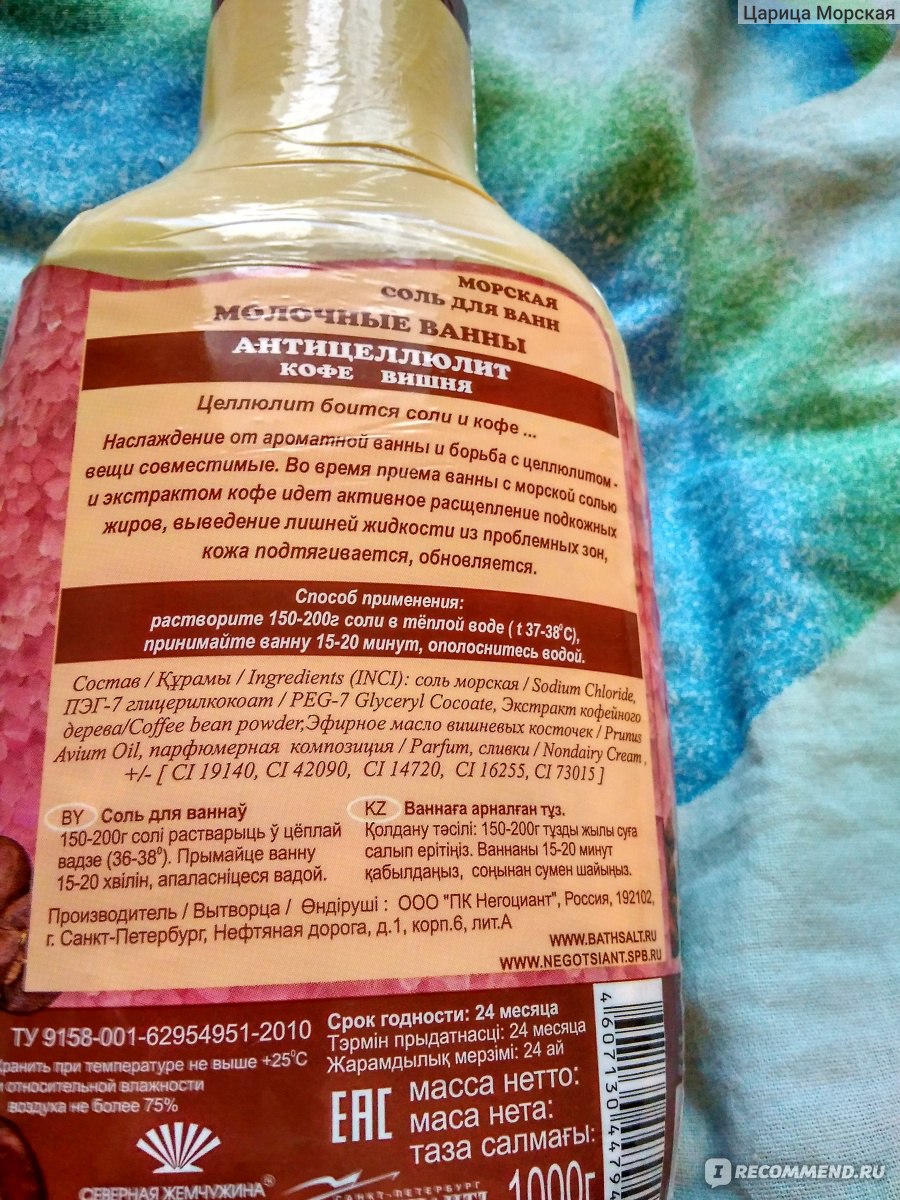 Царица Морская
МОРСКАЯ
СОЛЬ ДЛЯ ВАНН
МОЛОЧНЫЕ ВАННЫ
АНТИЦЕЛЛЮЛИТ
КОФЕ ВИШНЯ
Целлюлит боится соли и кофе ...
Наслаждение от ароматной ванны и борьба с целлюлитом -
вещи совместимые. Во время приема ванны с морской солью
и экстрактом кофе идет активное расщепление подкожных
жиров, выведение лишней жидкости из проблемных зон,
кожа подтягивается, обновляется.
Способ применения:
растворите 150-200г соли в тёплой воде ( t 37-38°C),
принимайте ванну 15-20 минут, ополоснитесь водой.
Состав / Құрамы / Ingredients (INCI): соль морская / Sodium Chloride,
ПЭГ-7 глицерилкокоат / PEG-7 Glyceryl Cocoate, Экстракт кофейного
дерева/Coffee bean powder,Эфирное масло вишневых косточек / Prunus
Avium Oil, парфюмерная композиция / Parfum, сливки / Nondairy Cream,
+/- [ CI 19140, CI 42090, CI 14720, CI 16255, CI 73015 ]
BY Соль для ваннаў
150-200г солі растварыць ў цёплай
вадзе (36-38°). Прымайце ванну
15-20 хвілін, апаласніцеся вадой.
KZ Ваннаға арналған тұз.
Қолдану тәсілі: 150-200г тұзды жылы суға
салып ерітіңіз. Ваннаны 15-20 минут
қабылдаңыз, соңынан сумен шайыңыз.
Производитель / Вытворца / Өндіруші : ООО "ПК Негоциант", Россия, 192102,
г. Санкт-Петербург, Нефтяная дорога, д.1, корп.6, лит.А
WWW.BATHSALT.RU
WWW.NEGOTSIANT.SPB.RU
ТУ 9158-001-62954951-2010
Хранить при температуре не выше +25°C
и относительной влажности
воздуха не более 75%
Срок годности: 24 месяца
Тэрмін прыдатнасці: 24 месяца
Жарамдылық мерзімі: 24 ай
EAC
масса нетто:
маса нета:
таза салмағы:
1000г
СЕВЕРНАЯ ЖЕМЧУЖИНА®
САНКТ-ПЕТЕРБУРГ
4 607130 44794
IRECOMMEND.RU